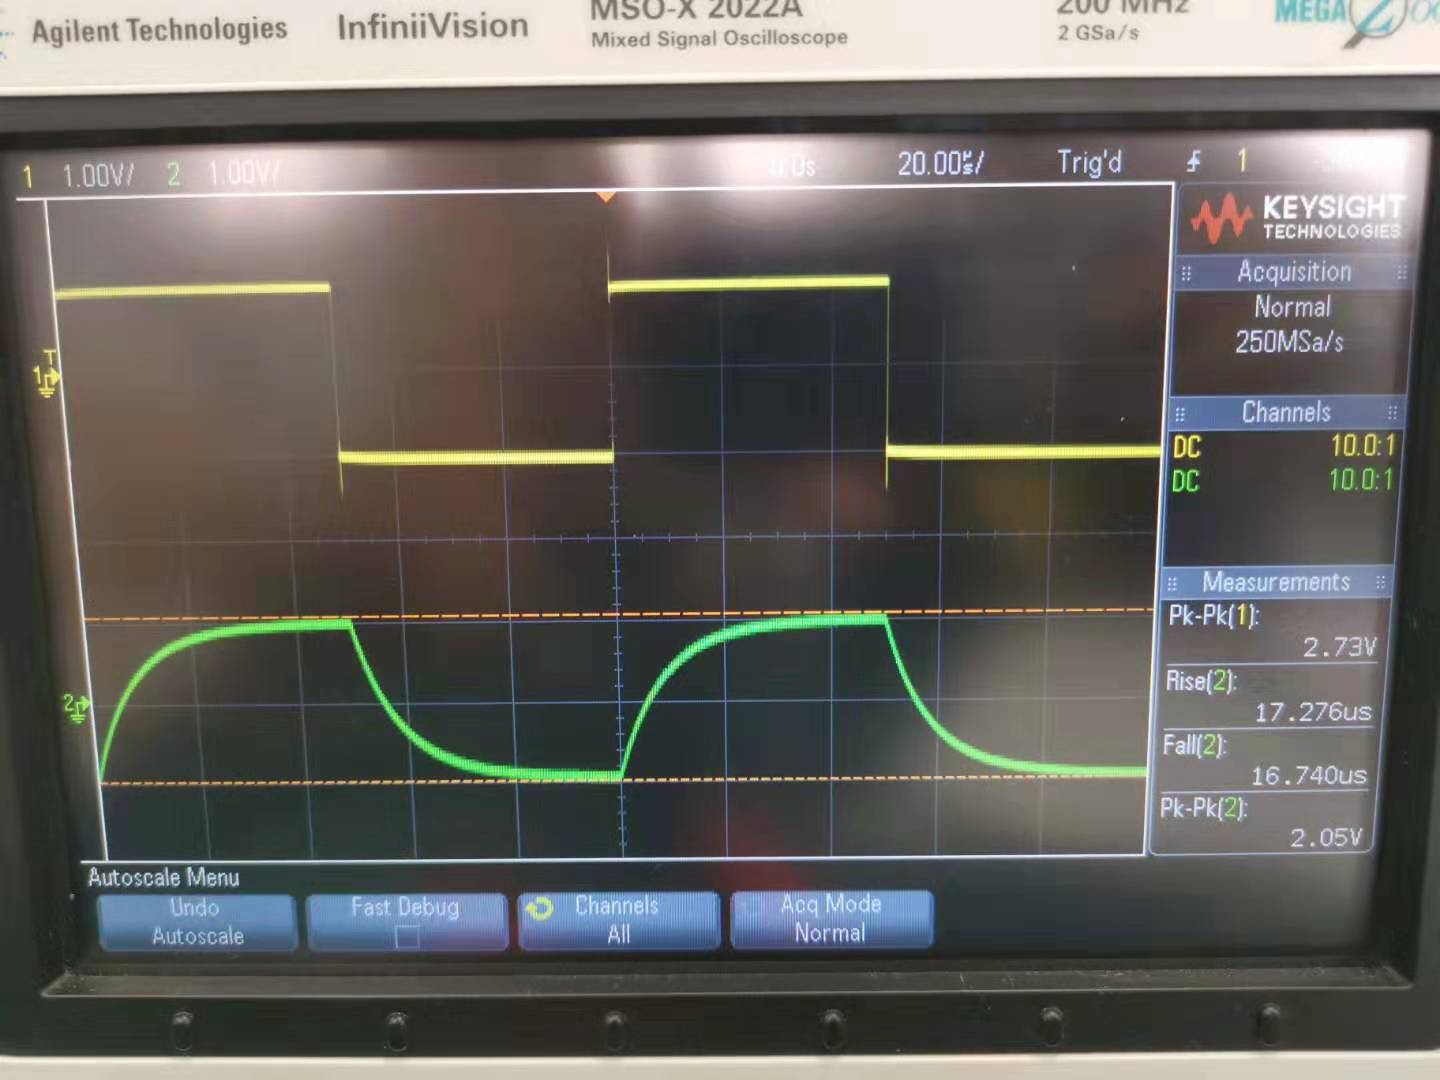 Agilent Technologies InfiniiVision MSO-X 2022A 200 MHz MEGA Zoo
Mixed Signal Oscilloscope 2 GSa/s
1 1.00V/ 2 1.00V/ 0.0s 20.00µs/ Trig'd 1
KEYSIGHT
TECHNOLOGIES
Acquisition
Normal
250MSa/s
T
1
Channels
DC 10.0:1
DC 10.0:1
Measurements
Pk-Pk(1):
2.73V
Rise(2):
17.276us
2
Fall(2):
16.740us
Pk-Pk(2):
2.05V
Autoscale Menu
Undo
Autoscale
Fast Debug
Channels
All
Acq Mode
Normal